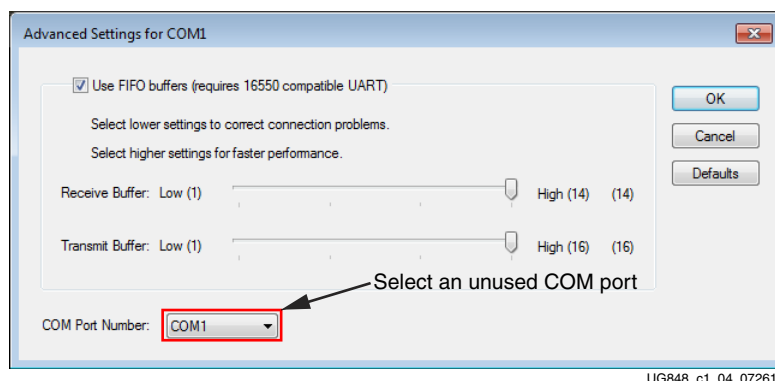 Advanced Settings for COM1
Use FIFO buffers (requires 16550 compatible UART)
OK
Select lower settings to correct connection problems.
Cancel
Select higher settings for faster performance.
Defaults
Receive Buffer: Low (1) High (14) (14)
Transmit Buffer: Low (1) High (16) (16)
Select an unused COM port
COM Port Number: COM1
UG848_c1_04_07261